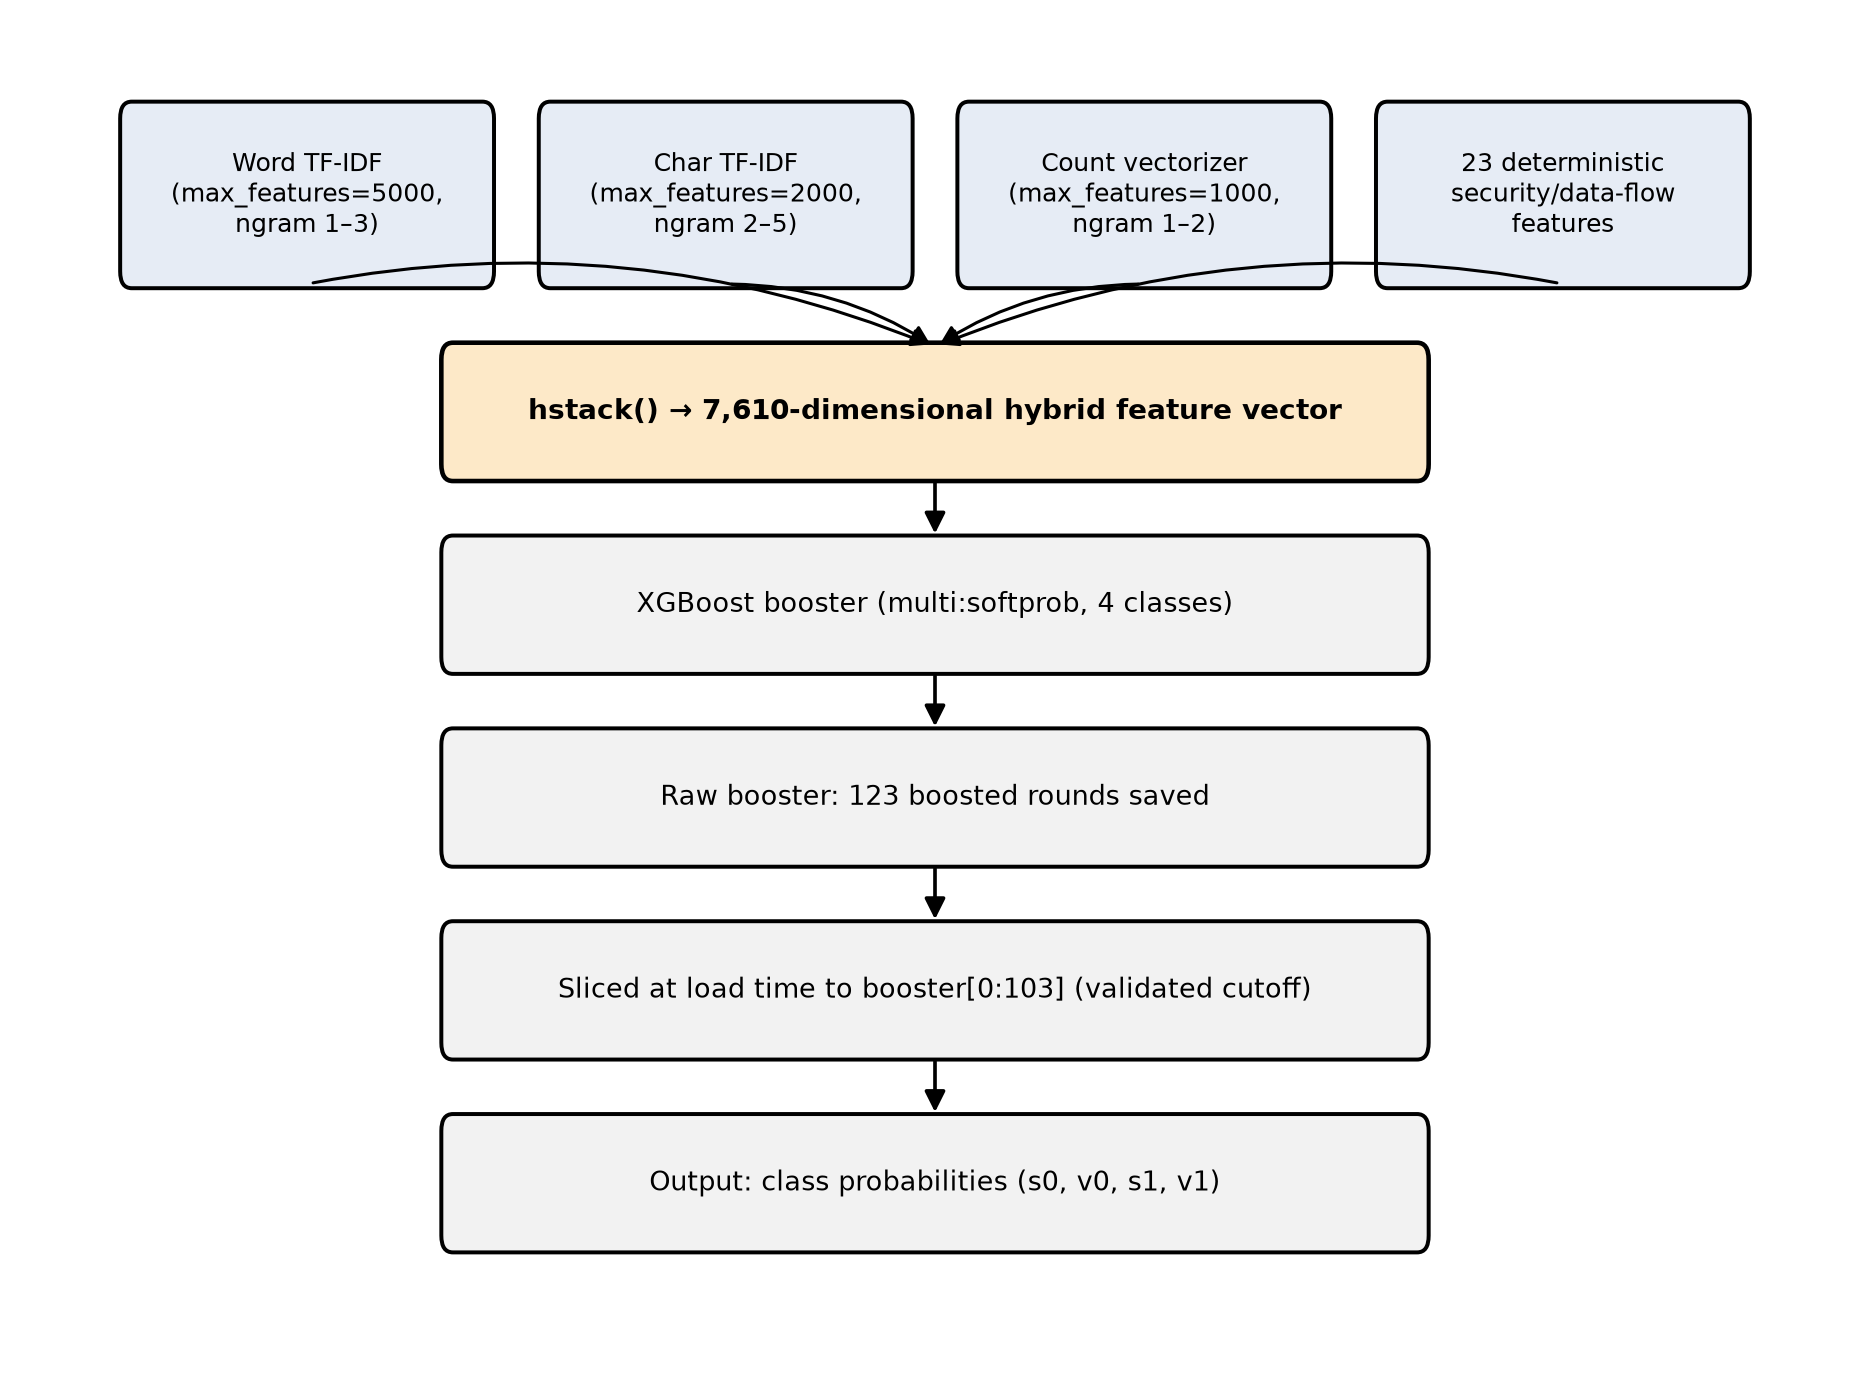 Word TF-IDF
(max_features=5000,
ngram 1–3)
Char TF-IDF
(max_features=2000,
ngram 2–5)
Count vectorizer
(max_features=1000,
ngram 1–2)
23 deterministic
security/data-flow
features
hstack() → 7,610-dimensional hybrid feature vector
XGBoost booster (multi:softprob, 4 classes)
Raw booster: 123 boosted rounds saved
Sliced at load time to booster[0:103] (validated cutoff)
Output: class probabilities (s0, v0, s1, v1)